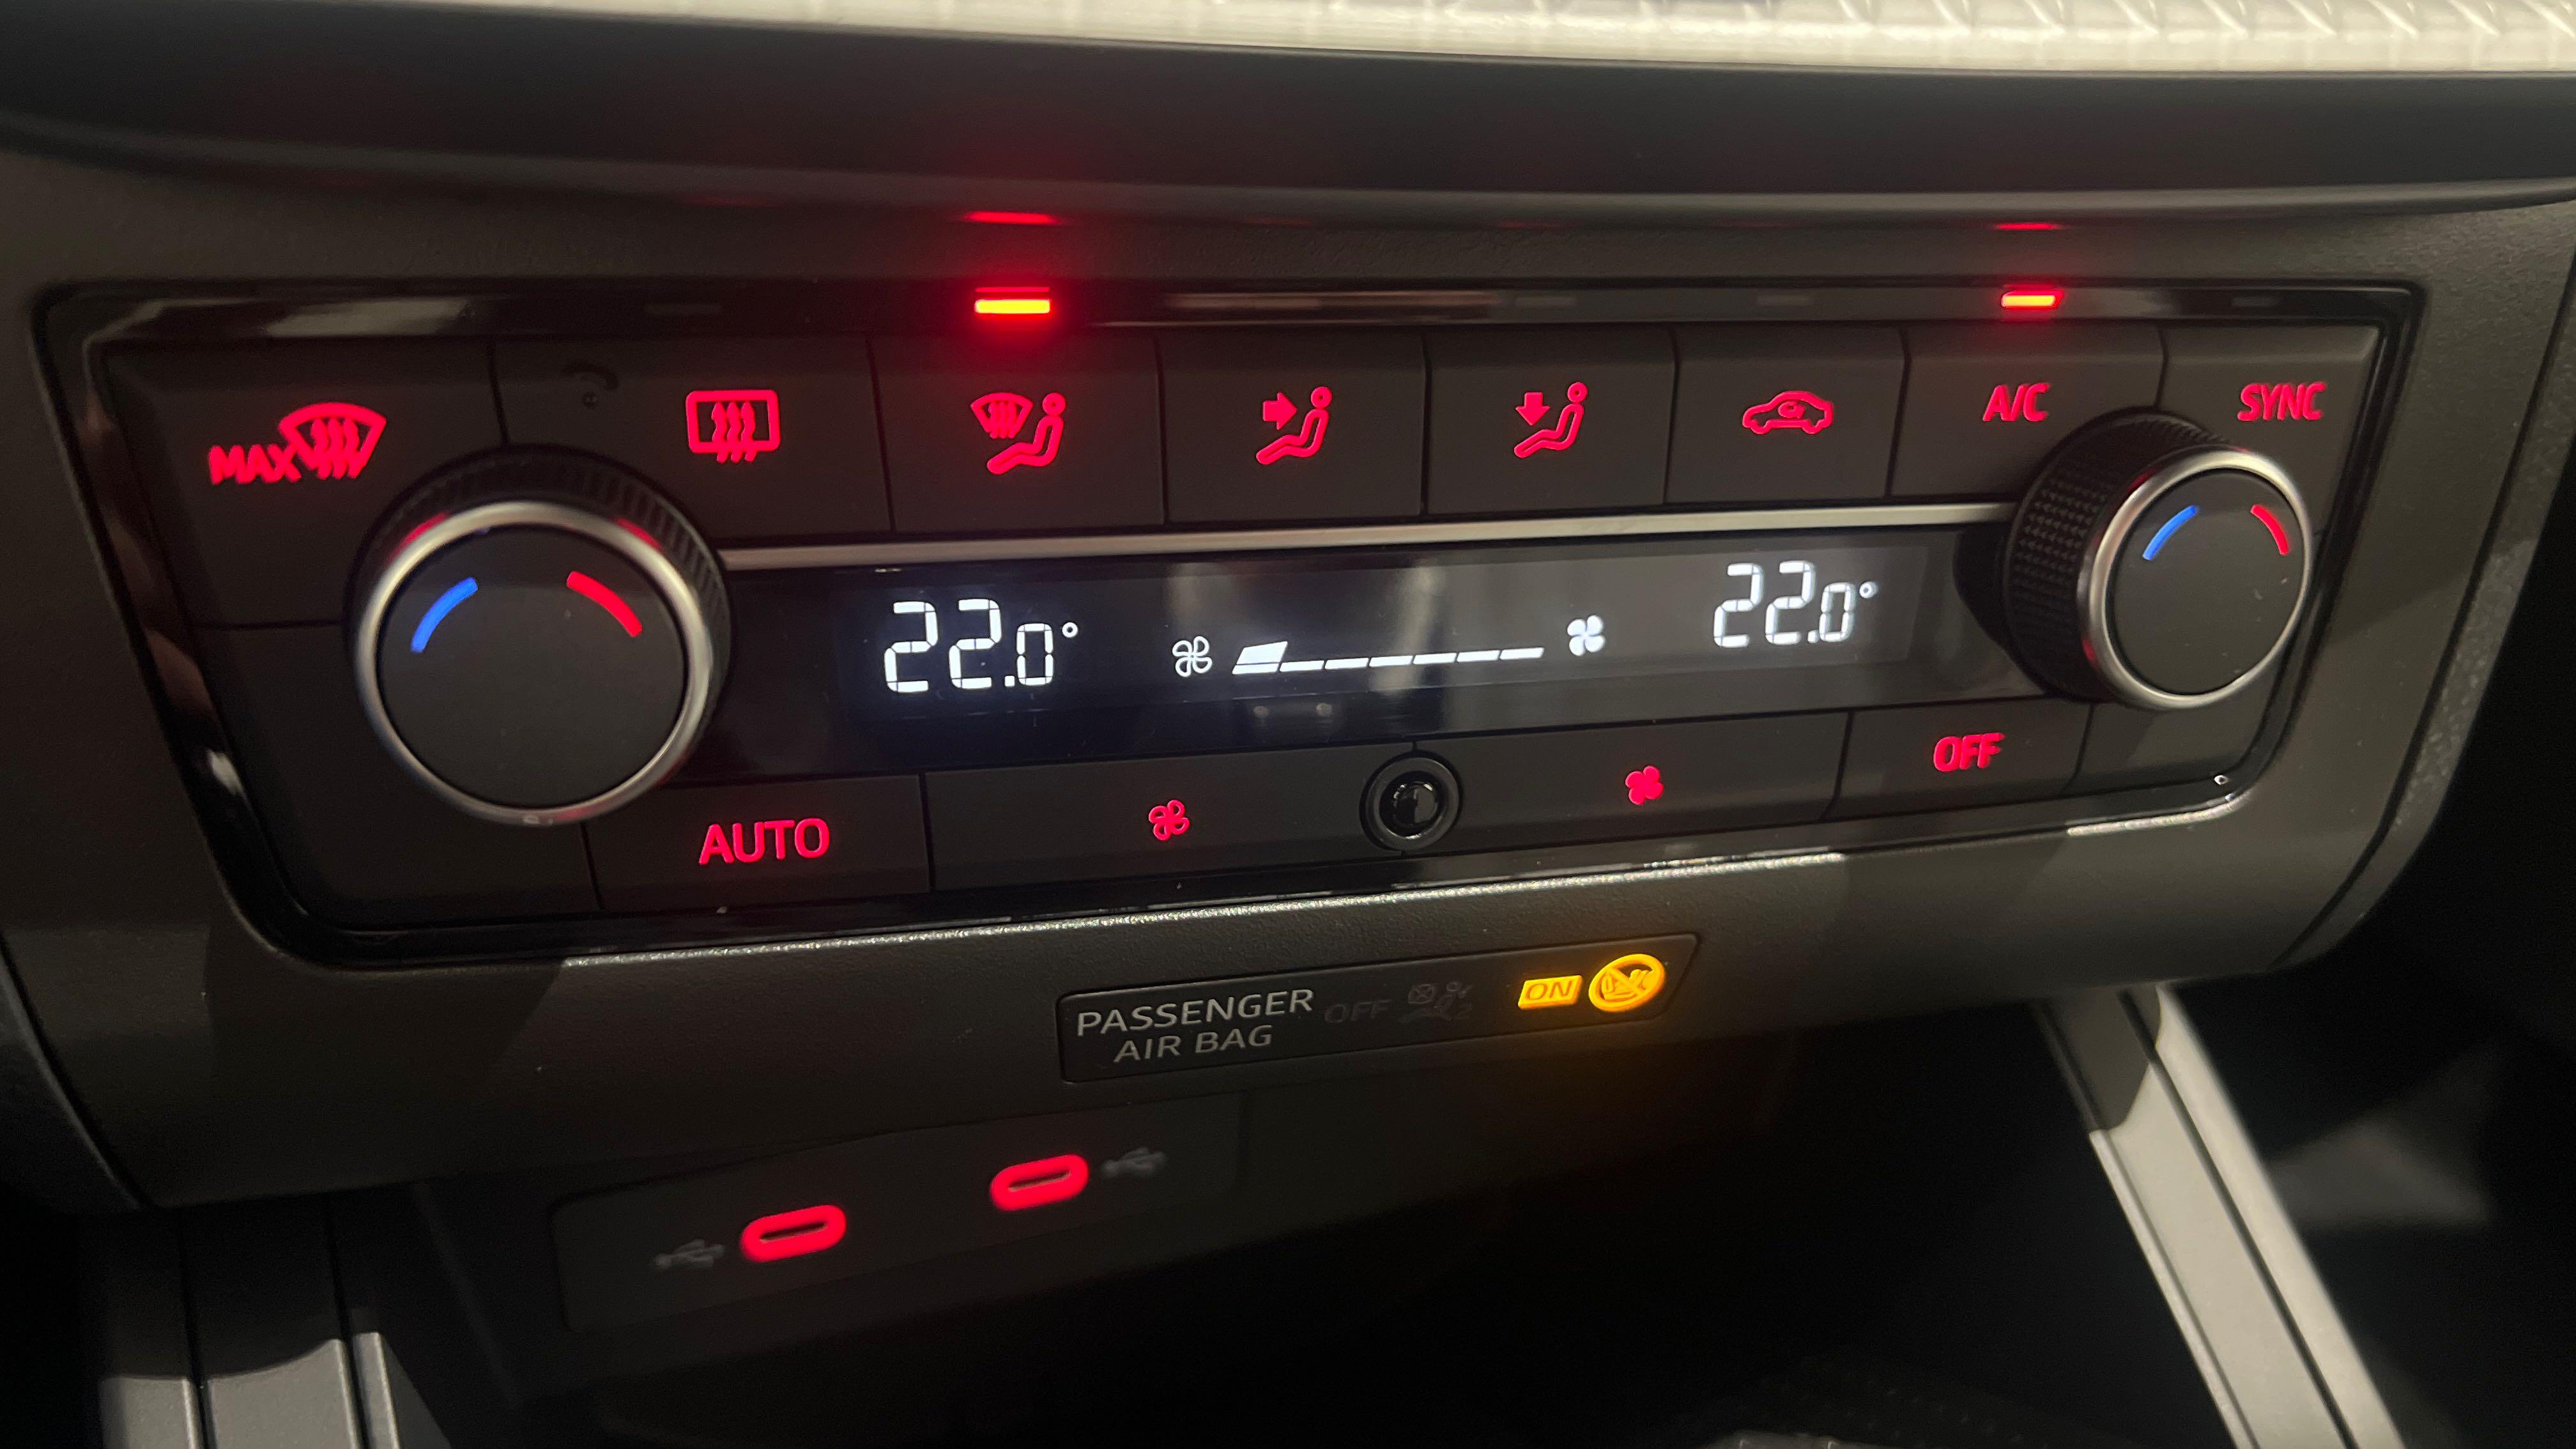 MAX
A/C
SYNC
22.0°
22.0°
AUTO
OFF
PASSENGER
AIR BAG
OFF
ON